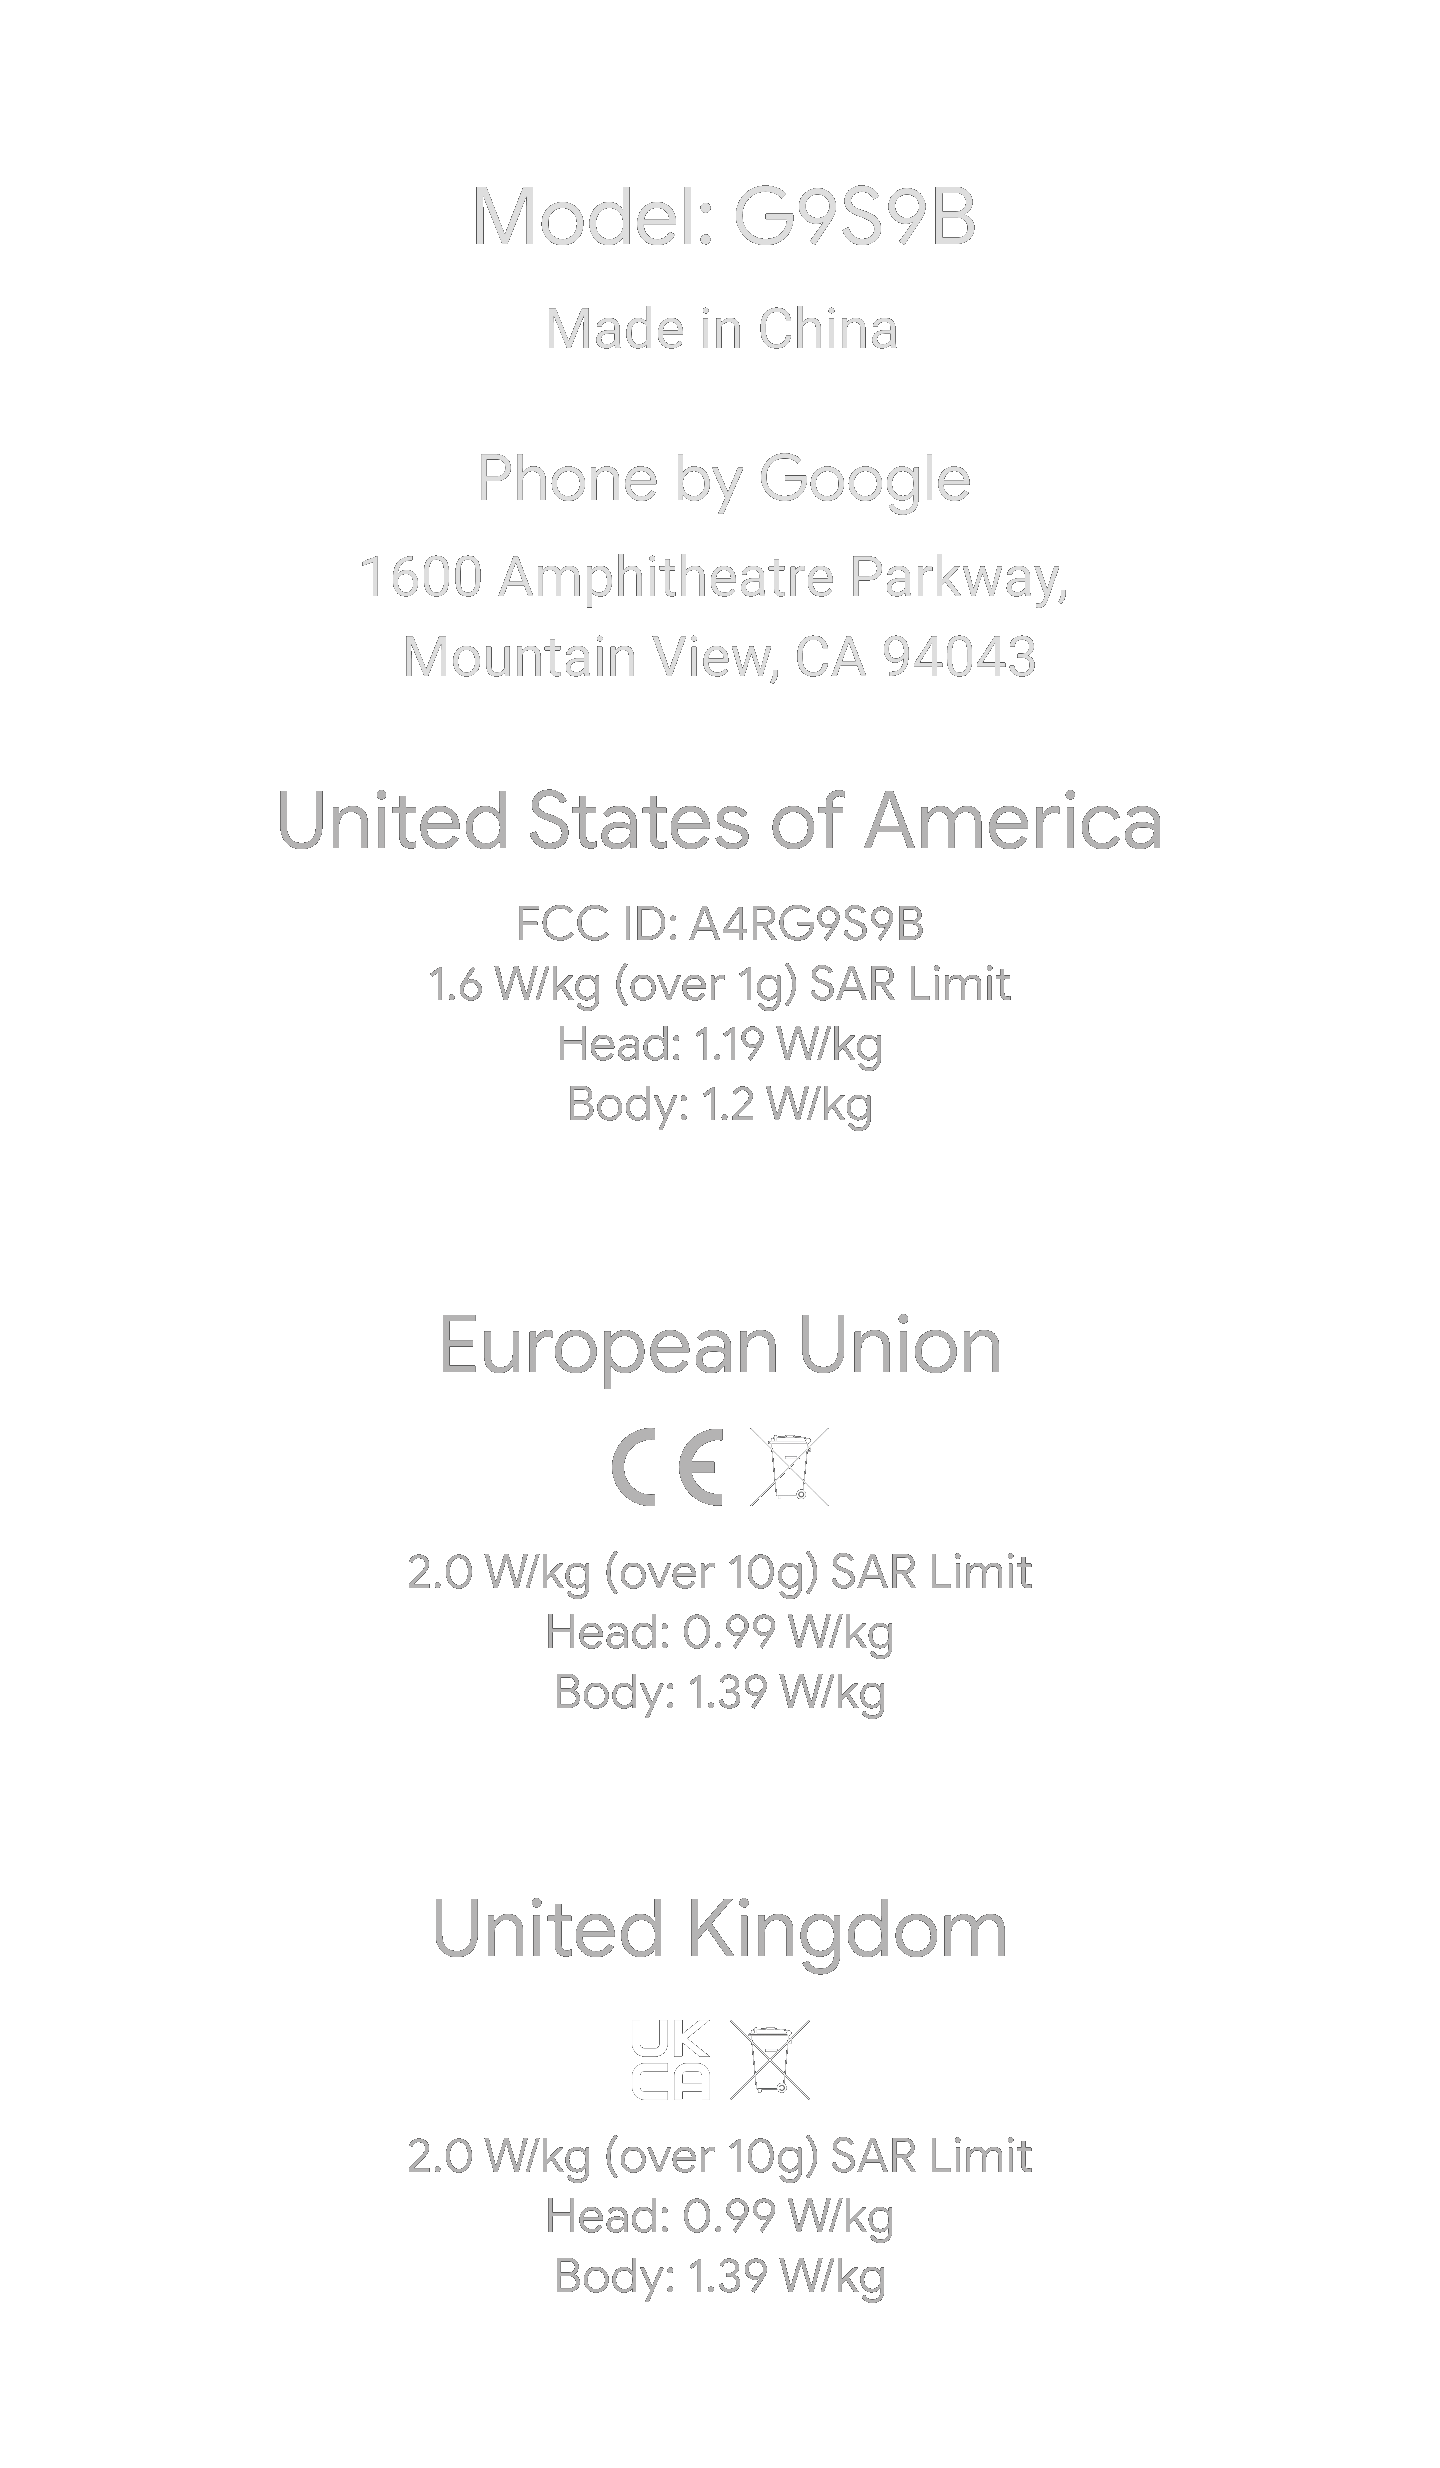 Model: G9S9B
Made in China
Phone by Google
1600 Amphitheatre Parkway,
Mountain View, CA 94043
United States of America
FCC ID: A4RG9S9B
1.6 W/kg (over 1g) SAR Limit
Head: 1.19 W/kg
Body: 1.2 W/kg
European Union
CE
2.0 W/kg (over 10g) SAR Limit
Head: 0.99 W/kg
Body: 1.39 W/kg
United Kingdom
UK
CA
2.0 W/kg (over 10g) SAR Limit
Head: 0.99 W/kg
Body: 1.39 W/kg